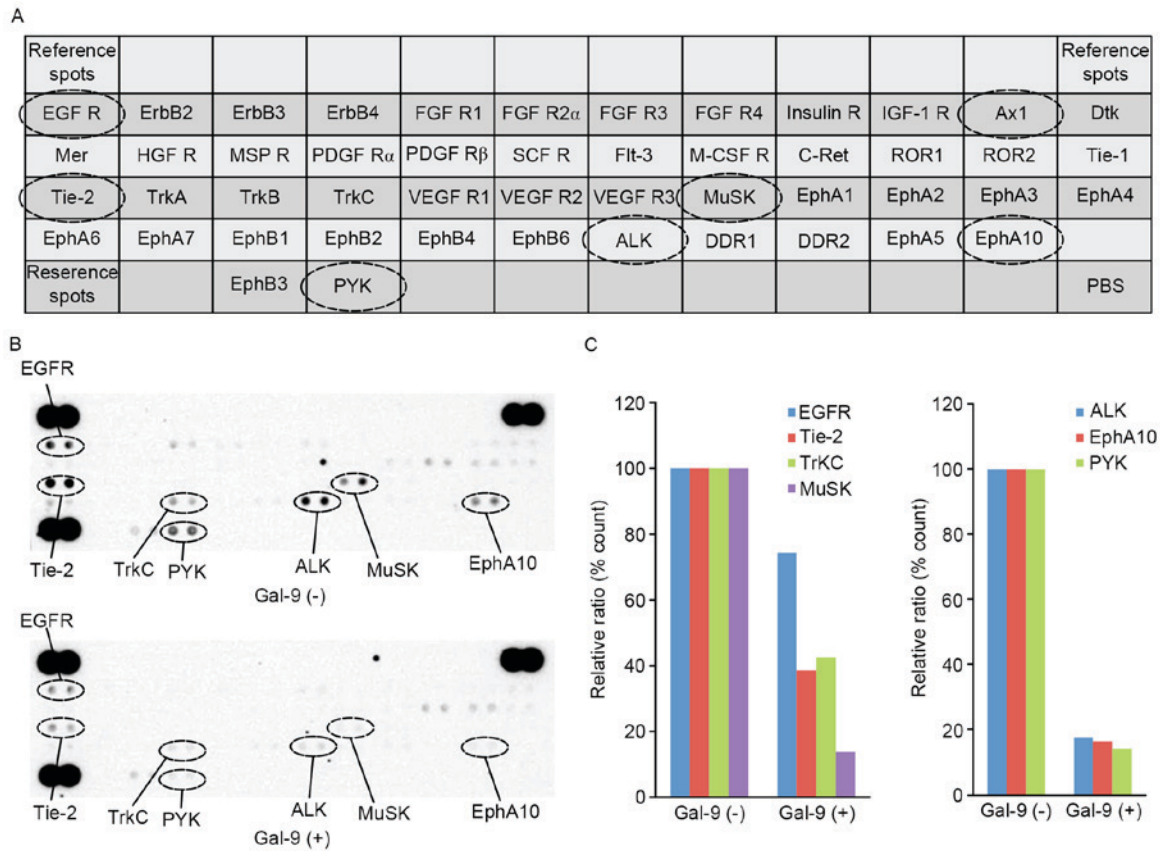 A
Reference spots Reference spots
EGF R ErbB2 ErbB3 ErbB4 FGF R1 FGF R2α FGF R3 FGF R4 Insulin R IGF-1 R Ax1 Dtk
Mer HGF R MSP R PDGF Rα PDGF Rβ SCF R Flt-3 M-CSF R C-Ret ROR1 ROR2 Tie-1
Tie-2 TrkA TrkB TrkC VEGF R1 VEGF R2 VEGF R3 MuSK EphA1 EphA2 EphA3 EphA4
EphA6 EphA7 EphB1 EphB2 EphB4 EphB6 ALK DDR1 DDR2 EphA5 EphA10
Reserence spots EphB3 PYK PBS
B
EGFR
Tie-2 TrkC PYK ALK MuSK EphA10
Gal-9 (-)
EGFR
Tie-2 TrkC PYK ALK MuSK EphA10
Gal-9 (+)
C
Relative ratio (% count)
120
100
80
60
40
20
0
EGFR
Tie-2
TrKC
MuSK
Gal-9 (-) Gal-9 (+)
Relative ratio (% count)
120
100
80
60
40
20
0
ALK
EphA10
PYK
Gal-9 (-) Gal-9 (+)